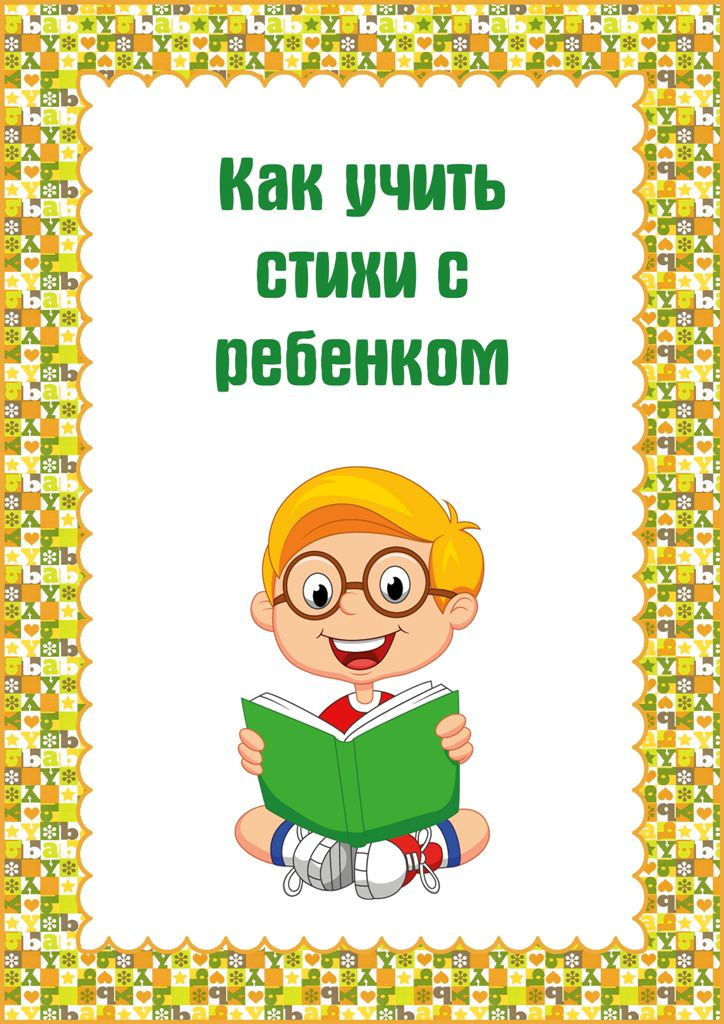 Как учить
стихи с
ребенком